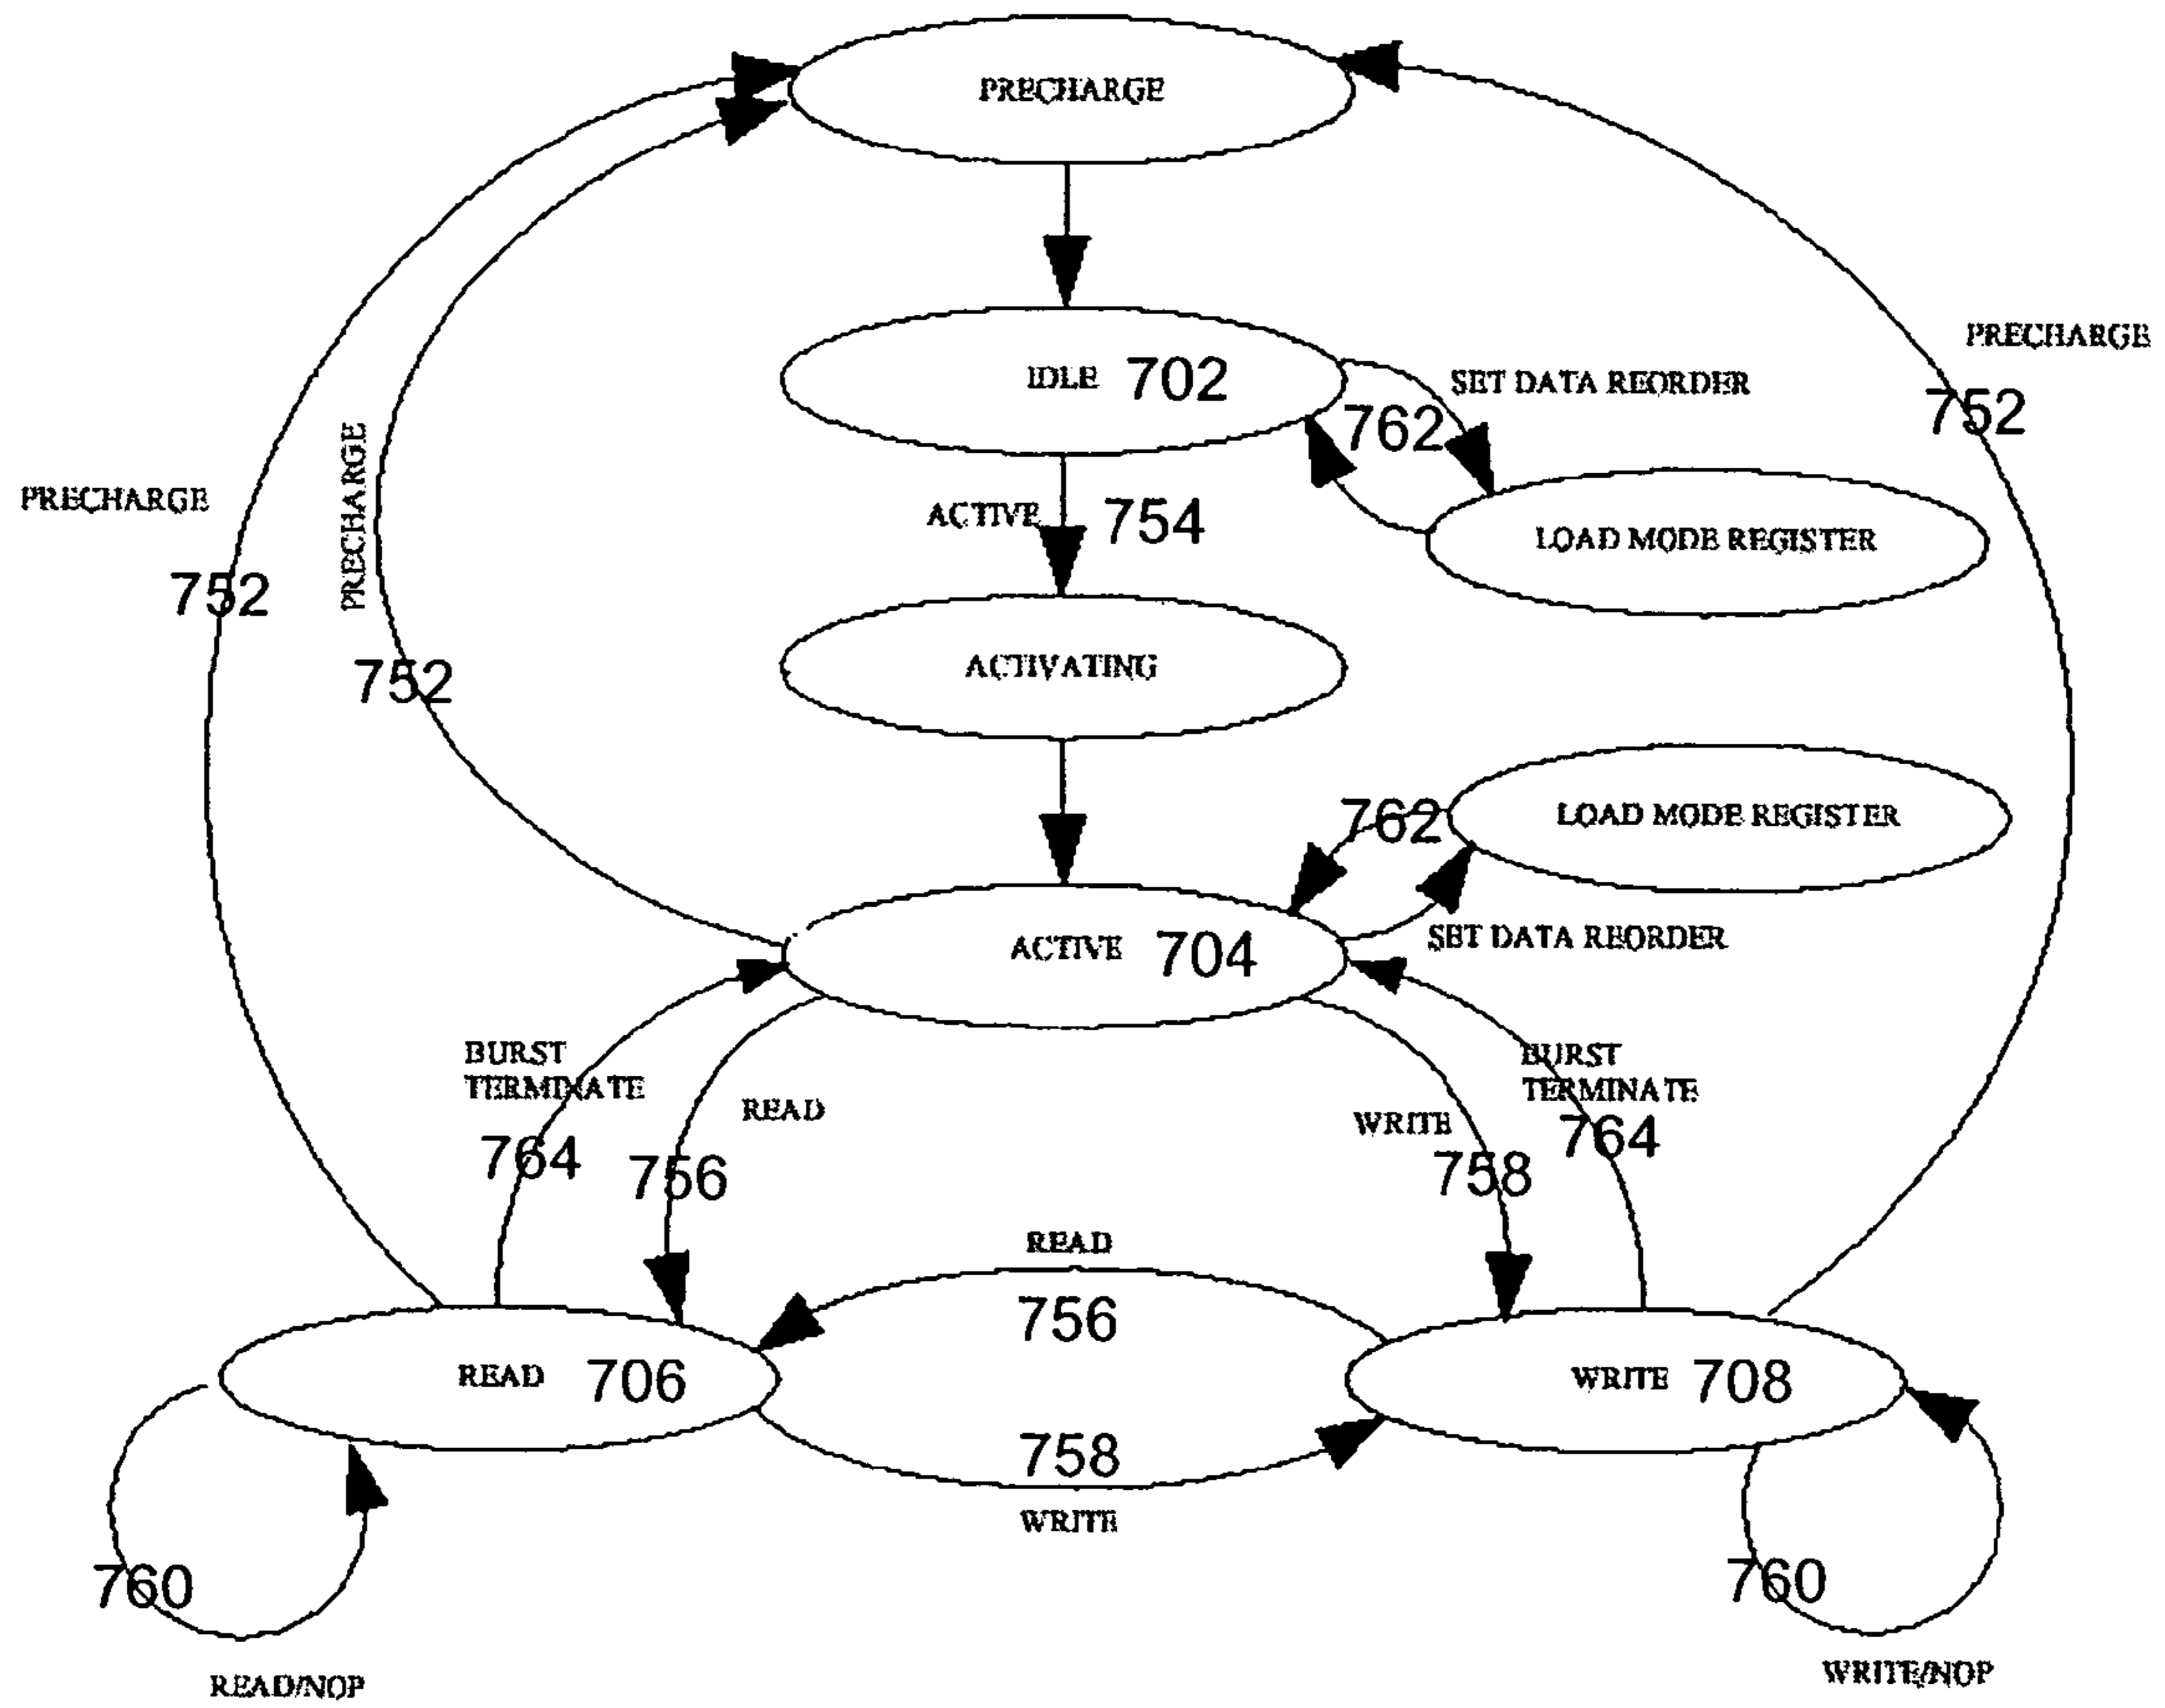 PRECHARGE
PRECHARGE
IDLE 702
SET DATA REORDER
752
762
PRECHARGE
PRECHARGE
ACTIVE 754
LOAD MODE REGISTER
752
ACTIVATING
752
762
LOAD MODE REGISTER
ACTIVE 704
SET DATA REORDER
BURST
TERMINATE
BURST
TERMINATE
READ
WRITE
764
756
758
764
READ
756
READ 706
WRITE 708
758
WRITE
760
760
READ/NOP
WRITE/NOP